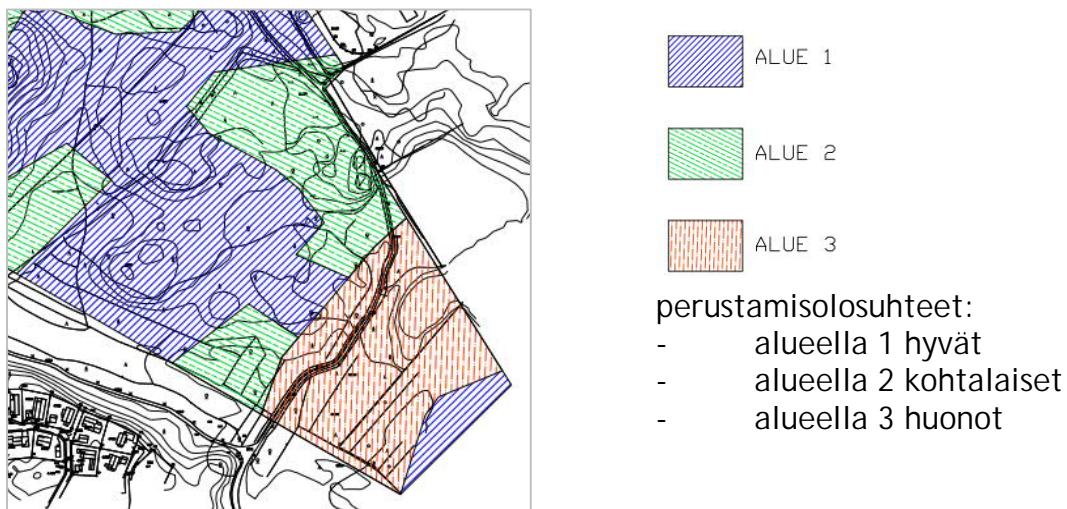 ALUE 1
ALUE 2
ALUE 3
perustamisolosuhteet:
- alueella 1 hyvät
- alueella 2 kohtalaiset
- alueella 3 huonot